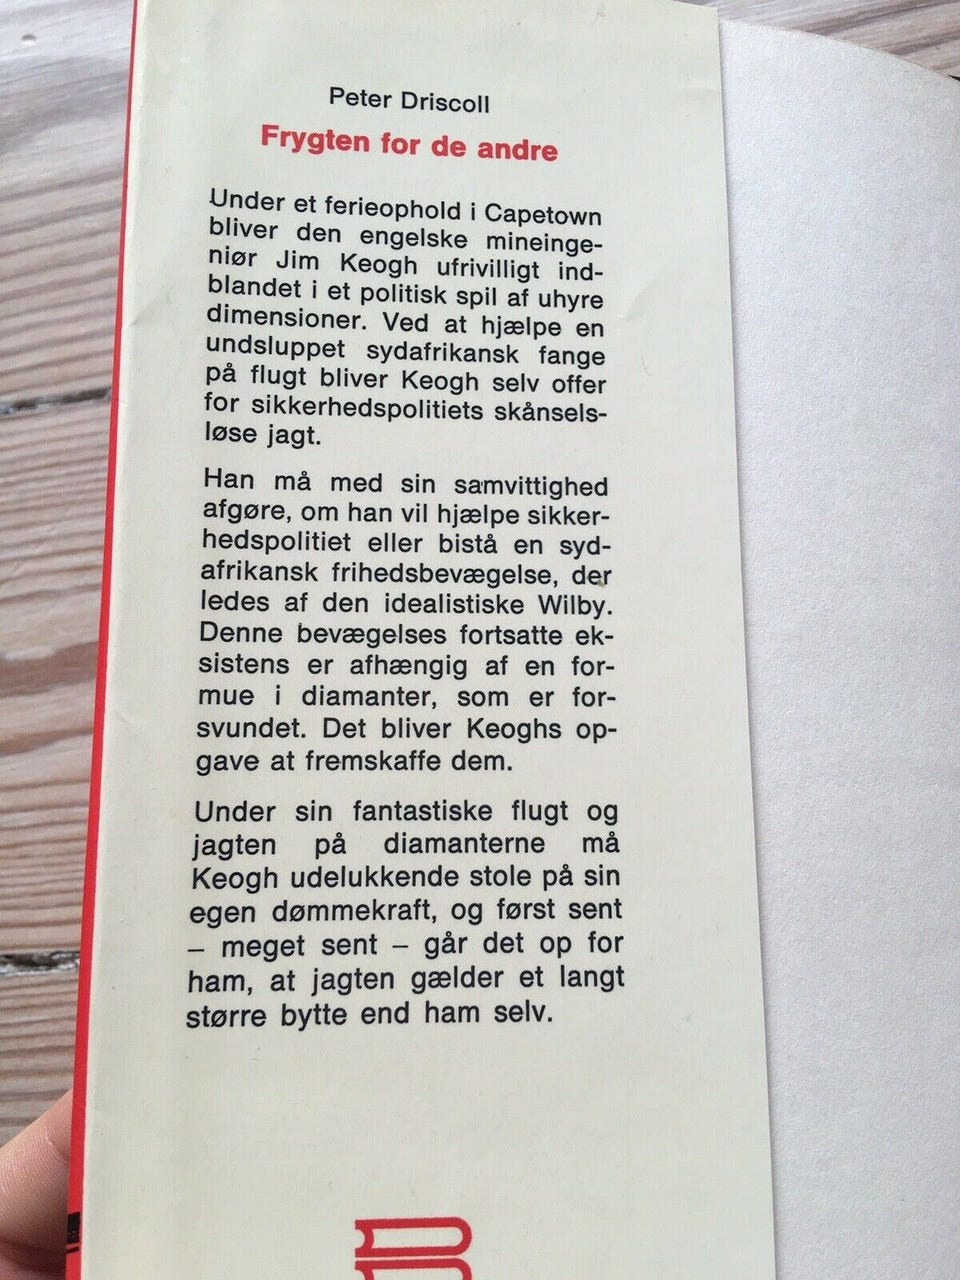 Peter Driscoll
Frygten for de andre
Under et ferieophold i Capetown
bliver den engelske mineinge-
niør Jim Keogh ufrivilligt ind-
blandet i et politisk spil af uhyre
dimensioner. Ved at hjælpe en
undsluppet sydafrikansk fange
på flugt bliver Keogh selv offer
for sikkerhedspolitiets skånsels-
løse jagt.
Han må med sin samvittighed
afgøre, om han vil hjælpe sikker-
hedspolitiet eller bistå en syd-
afrikansk frihedsbevægelse, der
ledes af den idealistiske Wilby.
Denne bevægelses fortsatte ek-
sistens er afhængig af en for-
mue i diamanter, som er for-
svundet. Det bliver Keoghs op-
gave at fremskaffe dem.
Under sin fantastiske flugt og
jagten på diamanterne må
Keogh udelukkende stole på sin
egen dømmekraft, og først sent
– meget sent – går det op for
ham, at jagten gælder et langt
større bytte end ham selv.